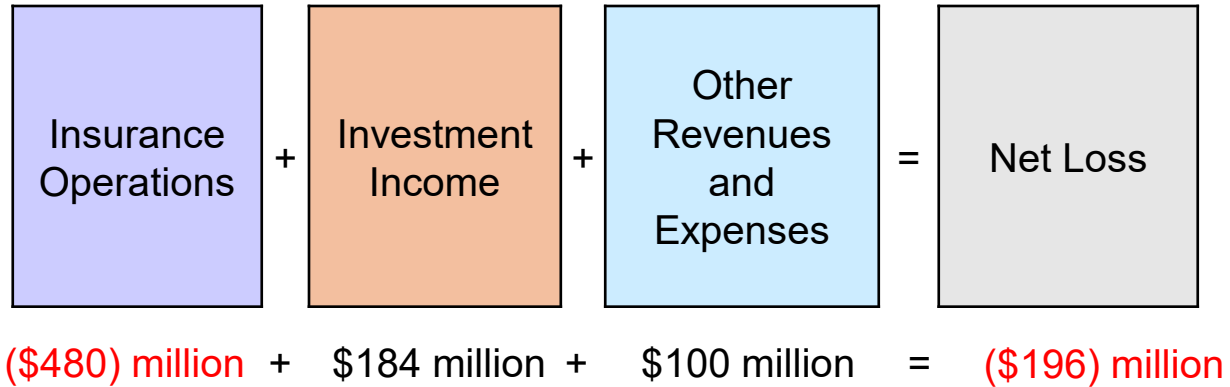 Insurance
Operations
+
Investment
Income
+
Other
Revenues
and
Expenses
=
Net Loss
($480) million + $184 million + $100 million = ($196) million